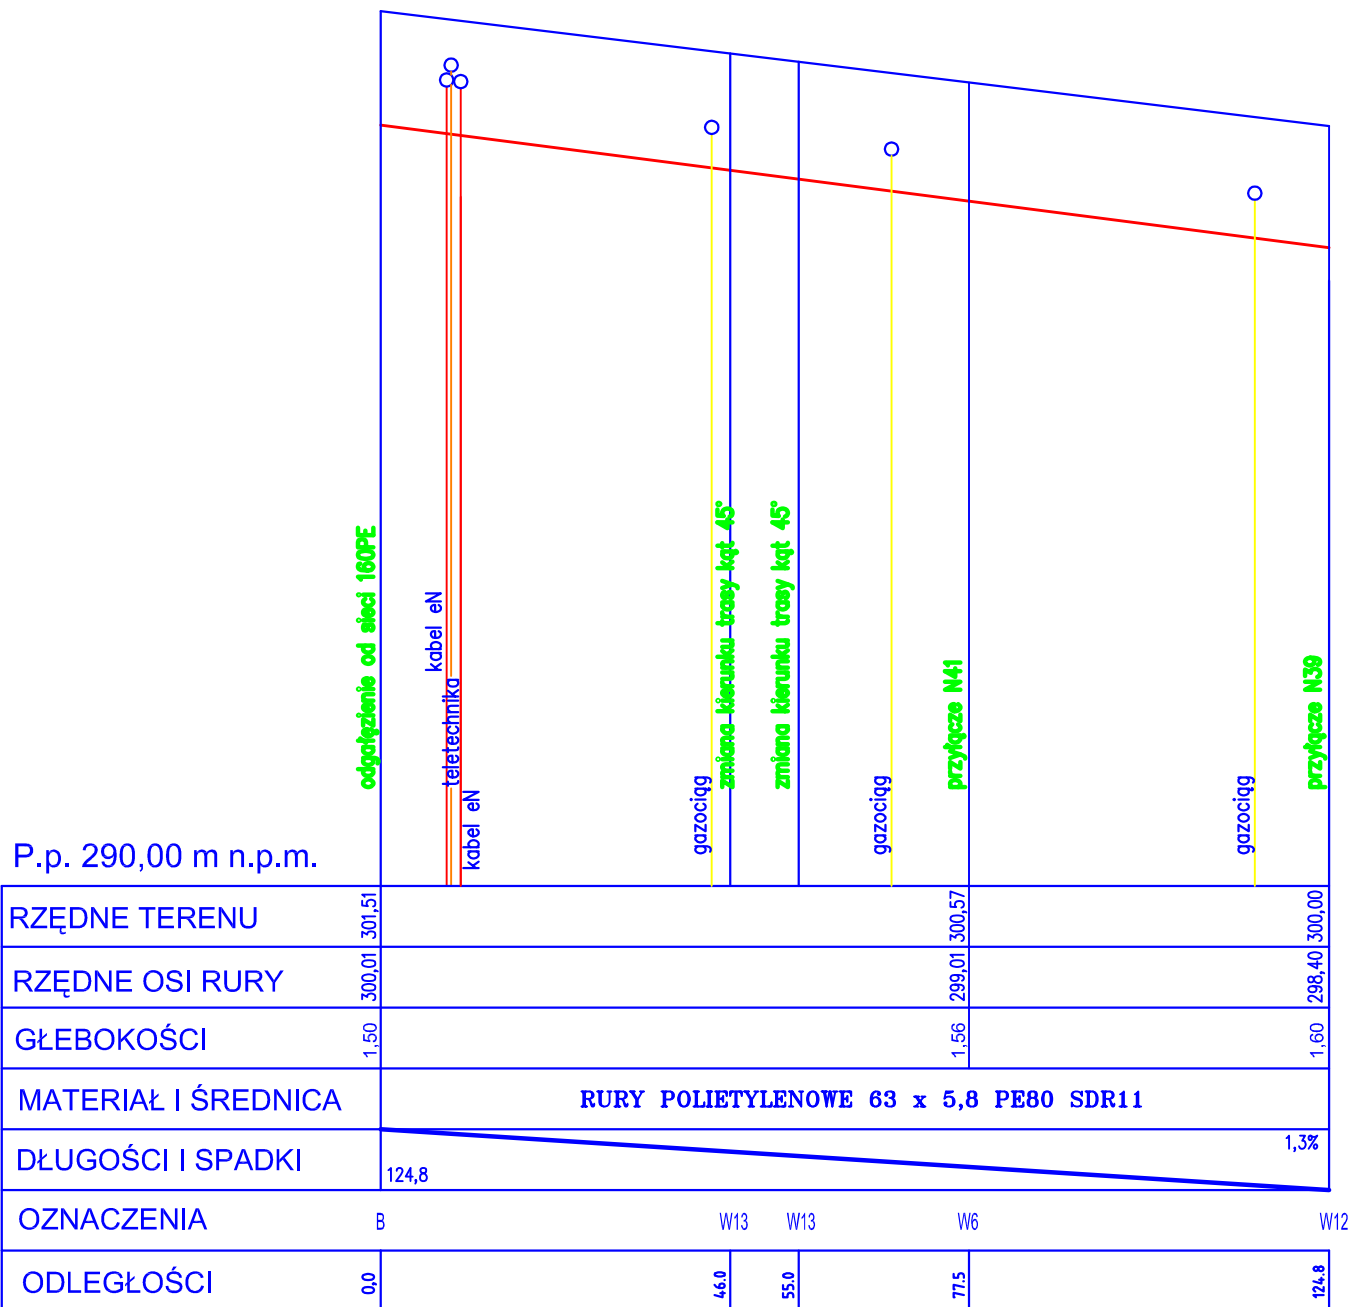 odgałęzienie od sieci 160PE
kabel eN
teletechnika
kabel eN
gazociąg
zmiana kierunku trasy kąt 45°
zmiana kierunku trasy kąt 45°
gazociąg
przyłącze N41
gazociąg
przyłącze N39
P.p. 290,00 m n.p.m.
RZĘDNE TERENU 301,51 300,57 300,00
RZĘDNE OSI RURY 300,01 299,01 298,40
GŁEBOKOŚCI 1,50 1,56 1,60
MATERIAŁ I ŚREDNICA RURY POLIETYLENOWE 63 x 5,8 PE80 SDR11
DŁUGOŚCI I SPADKI 124,8 1,3%
OZNACZENIA B W13 W13 W6 W12
ODLEGŁOŚCI 0,0 46.0 55.0 77.5 124.8